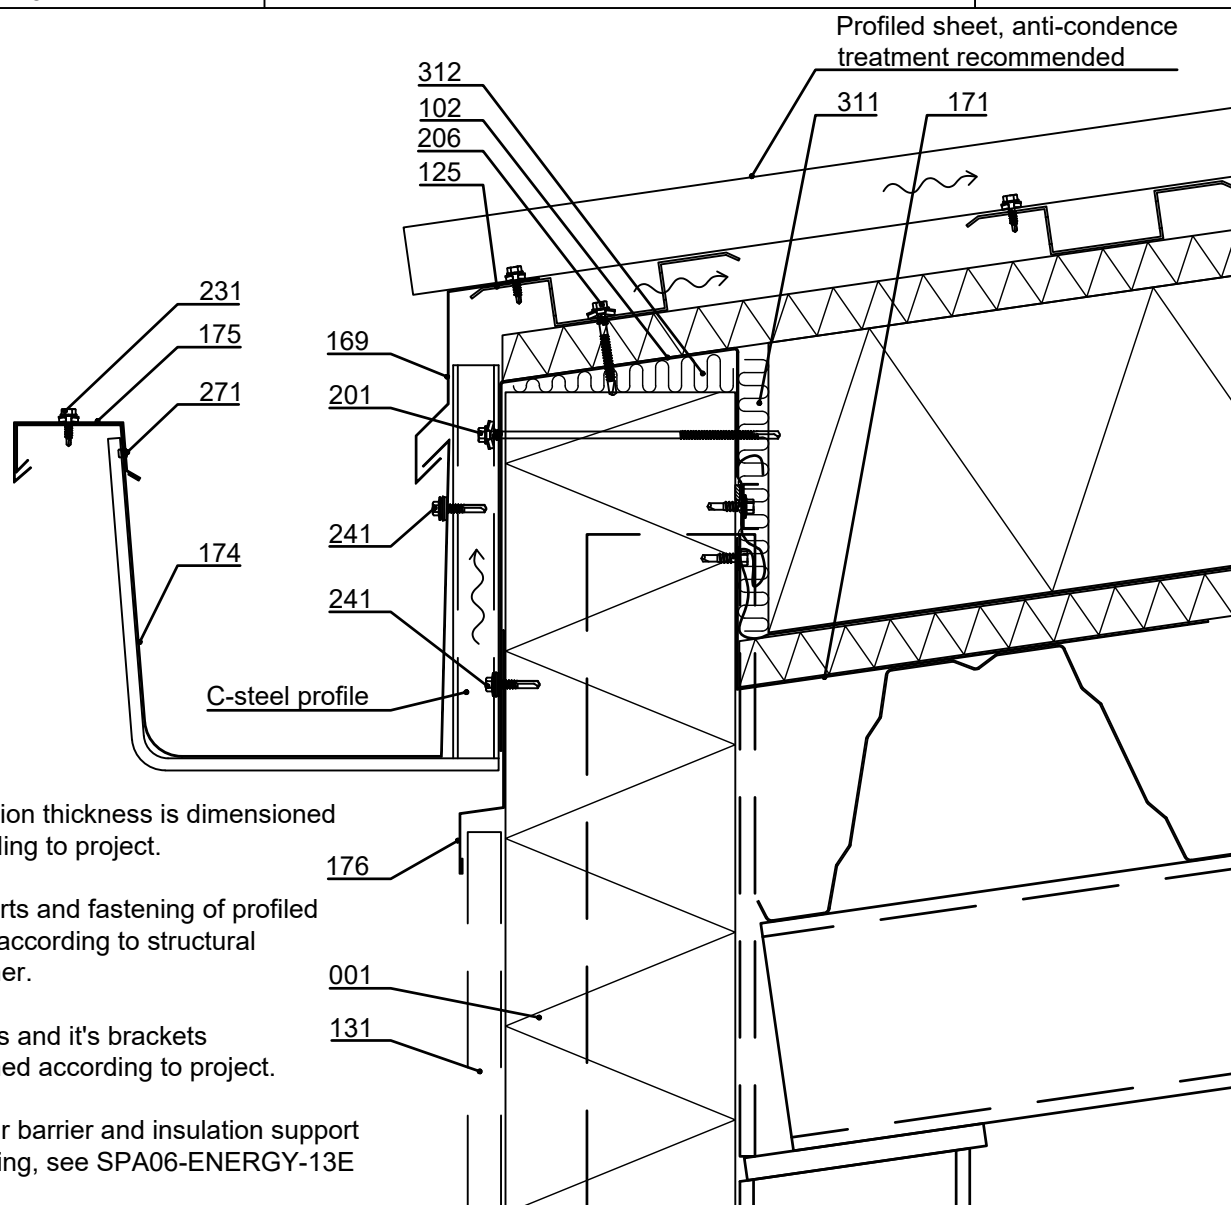 Profiled sheet, anti-condence
treatment recommended
312
102
206
125
311
171
231
175
271
169
201
241
174
241
C-steel profile
ion thickness is dimensioned
ling to project.
176
rts and fastening of profiled
according to structural
er.
001
s and it's brackets
131
ed according to project.
r barrier and insulation support
ing, see SPA06-ENERGY-13E